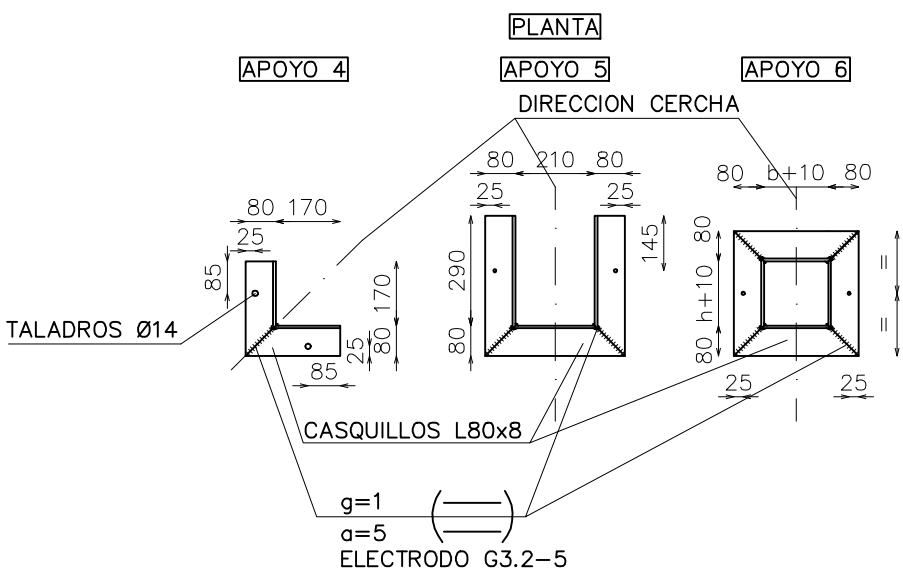 PLANTA
APOYO 4
APOYO 5
APOYO 6
DIRECCION CERCHA
80 170
25
85
170
80
25
85
TALADROS Ø14
80 210 80
25 25
290
80
145
80 b+10 80
80
h+10
80
=
=
25 25
CASQUILLOS L80x8
g=1
a=5
ELECTRODO G3.2-5